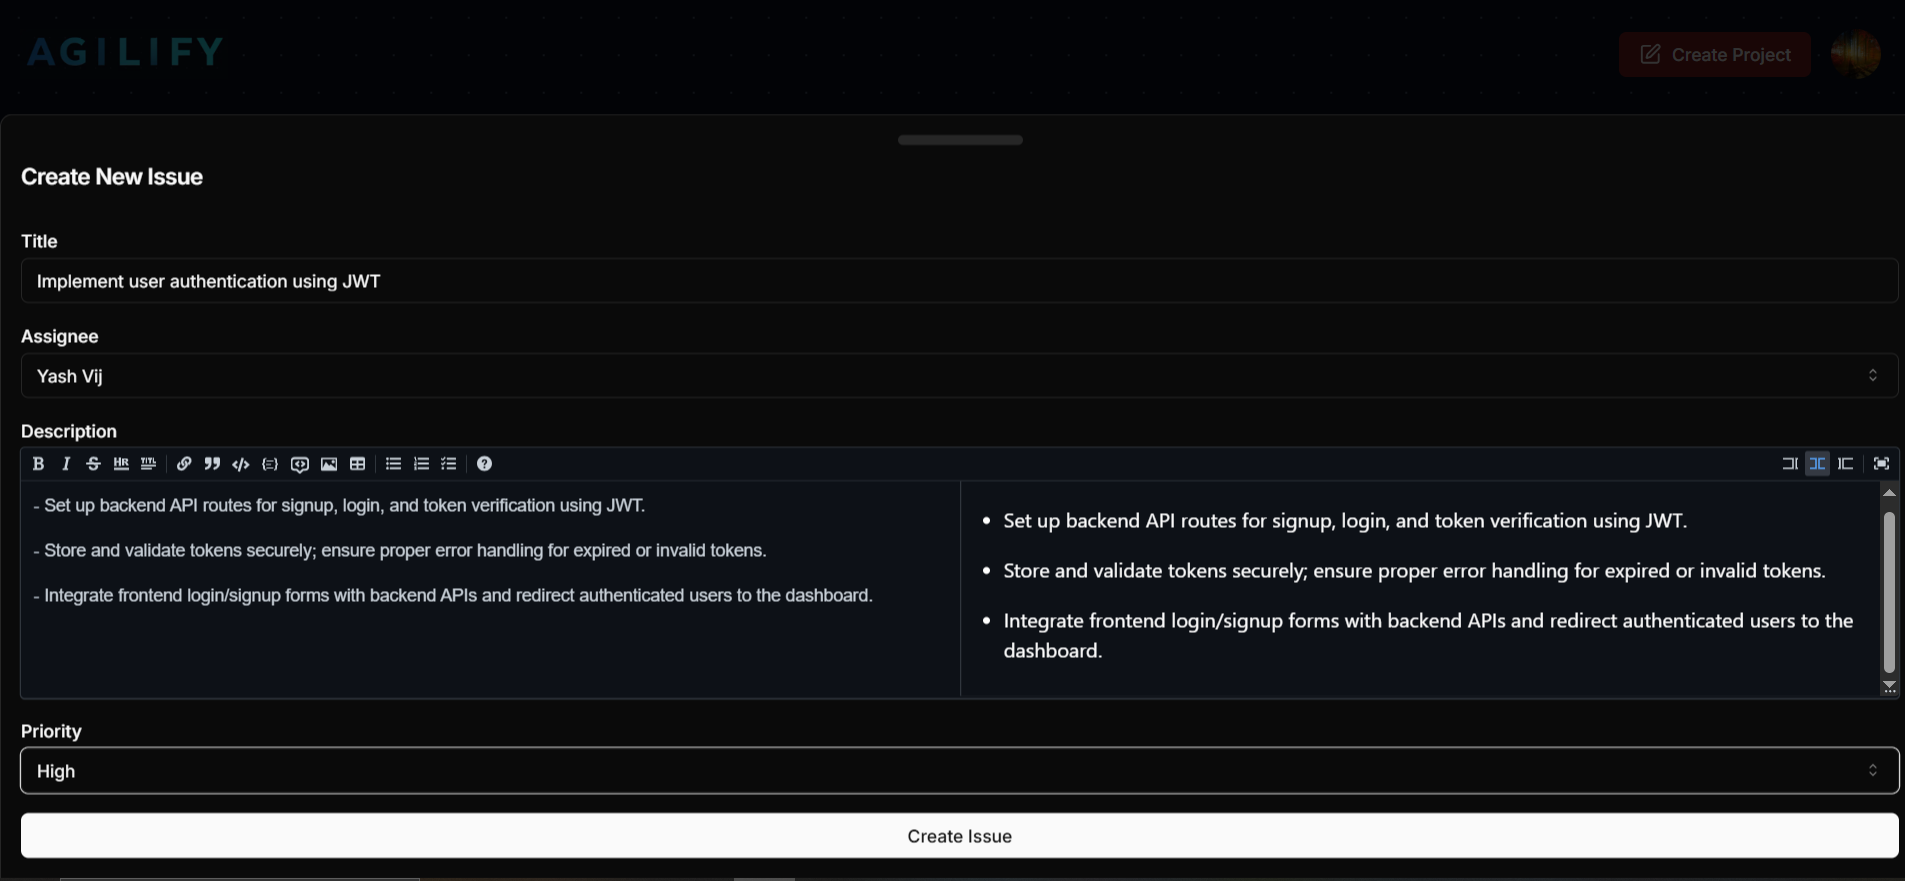 AGILIFY
Create Project
Create New Issue
Title
Implement user authentication using JWT
Assignee
Yash Vij
Description
B I S HR TITL
- Set up backend API routes for signup, login, and token verification using JWT.
- Store and validate tokens securely; ensure proper error handling for expired or invalid tokens.
- Integrate frontend login/signup forms with backend APIs and redirect authenticated users to the dashboard.
• Set up backend API routes for signup, login, and token verification using JWT.
• Store and validate tokens securely; ensure proper error handling for expired or invalid tokens.
• Integrate frontend login/signup forms with backend APIs and redirect authenticated users to the
dashboard.
Priority
High
Create Issue